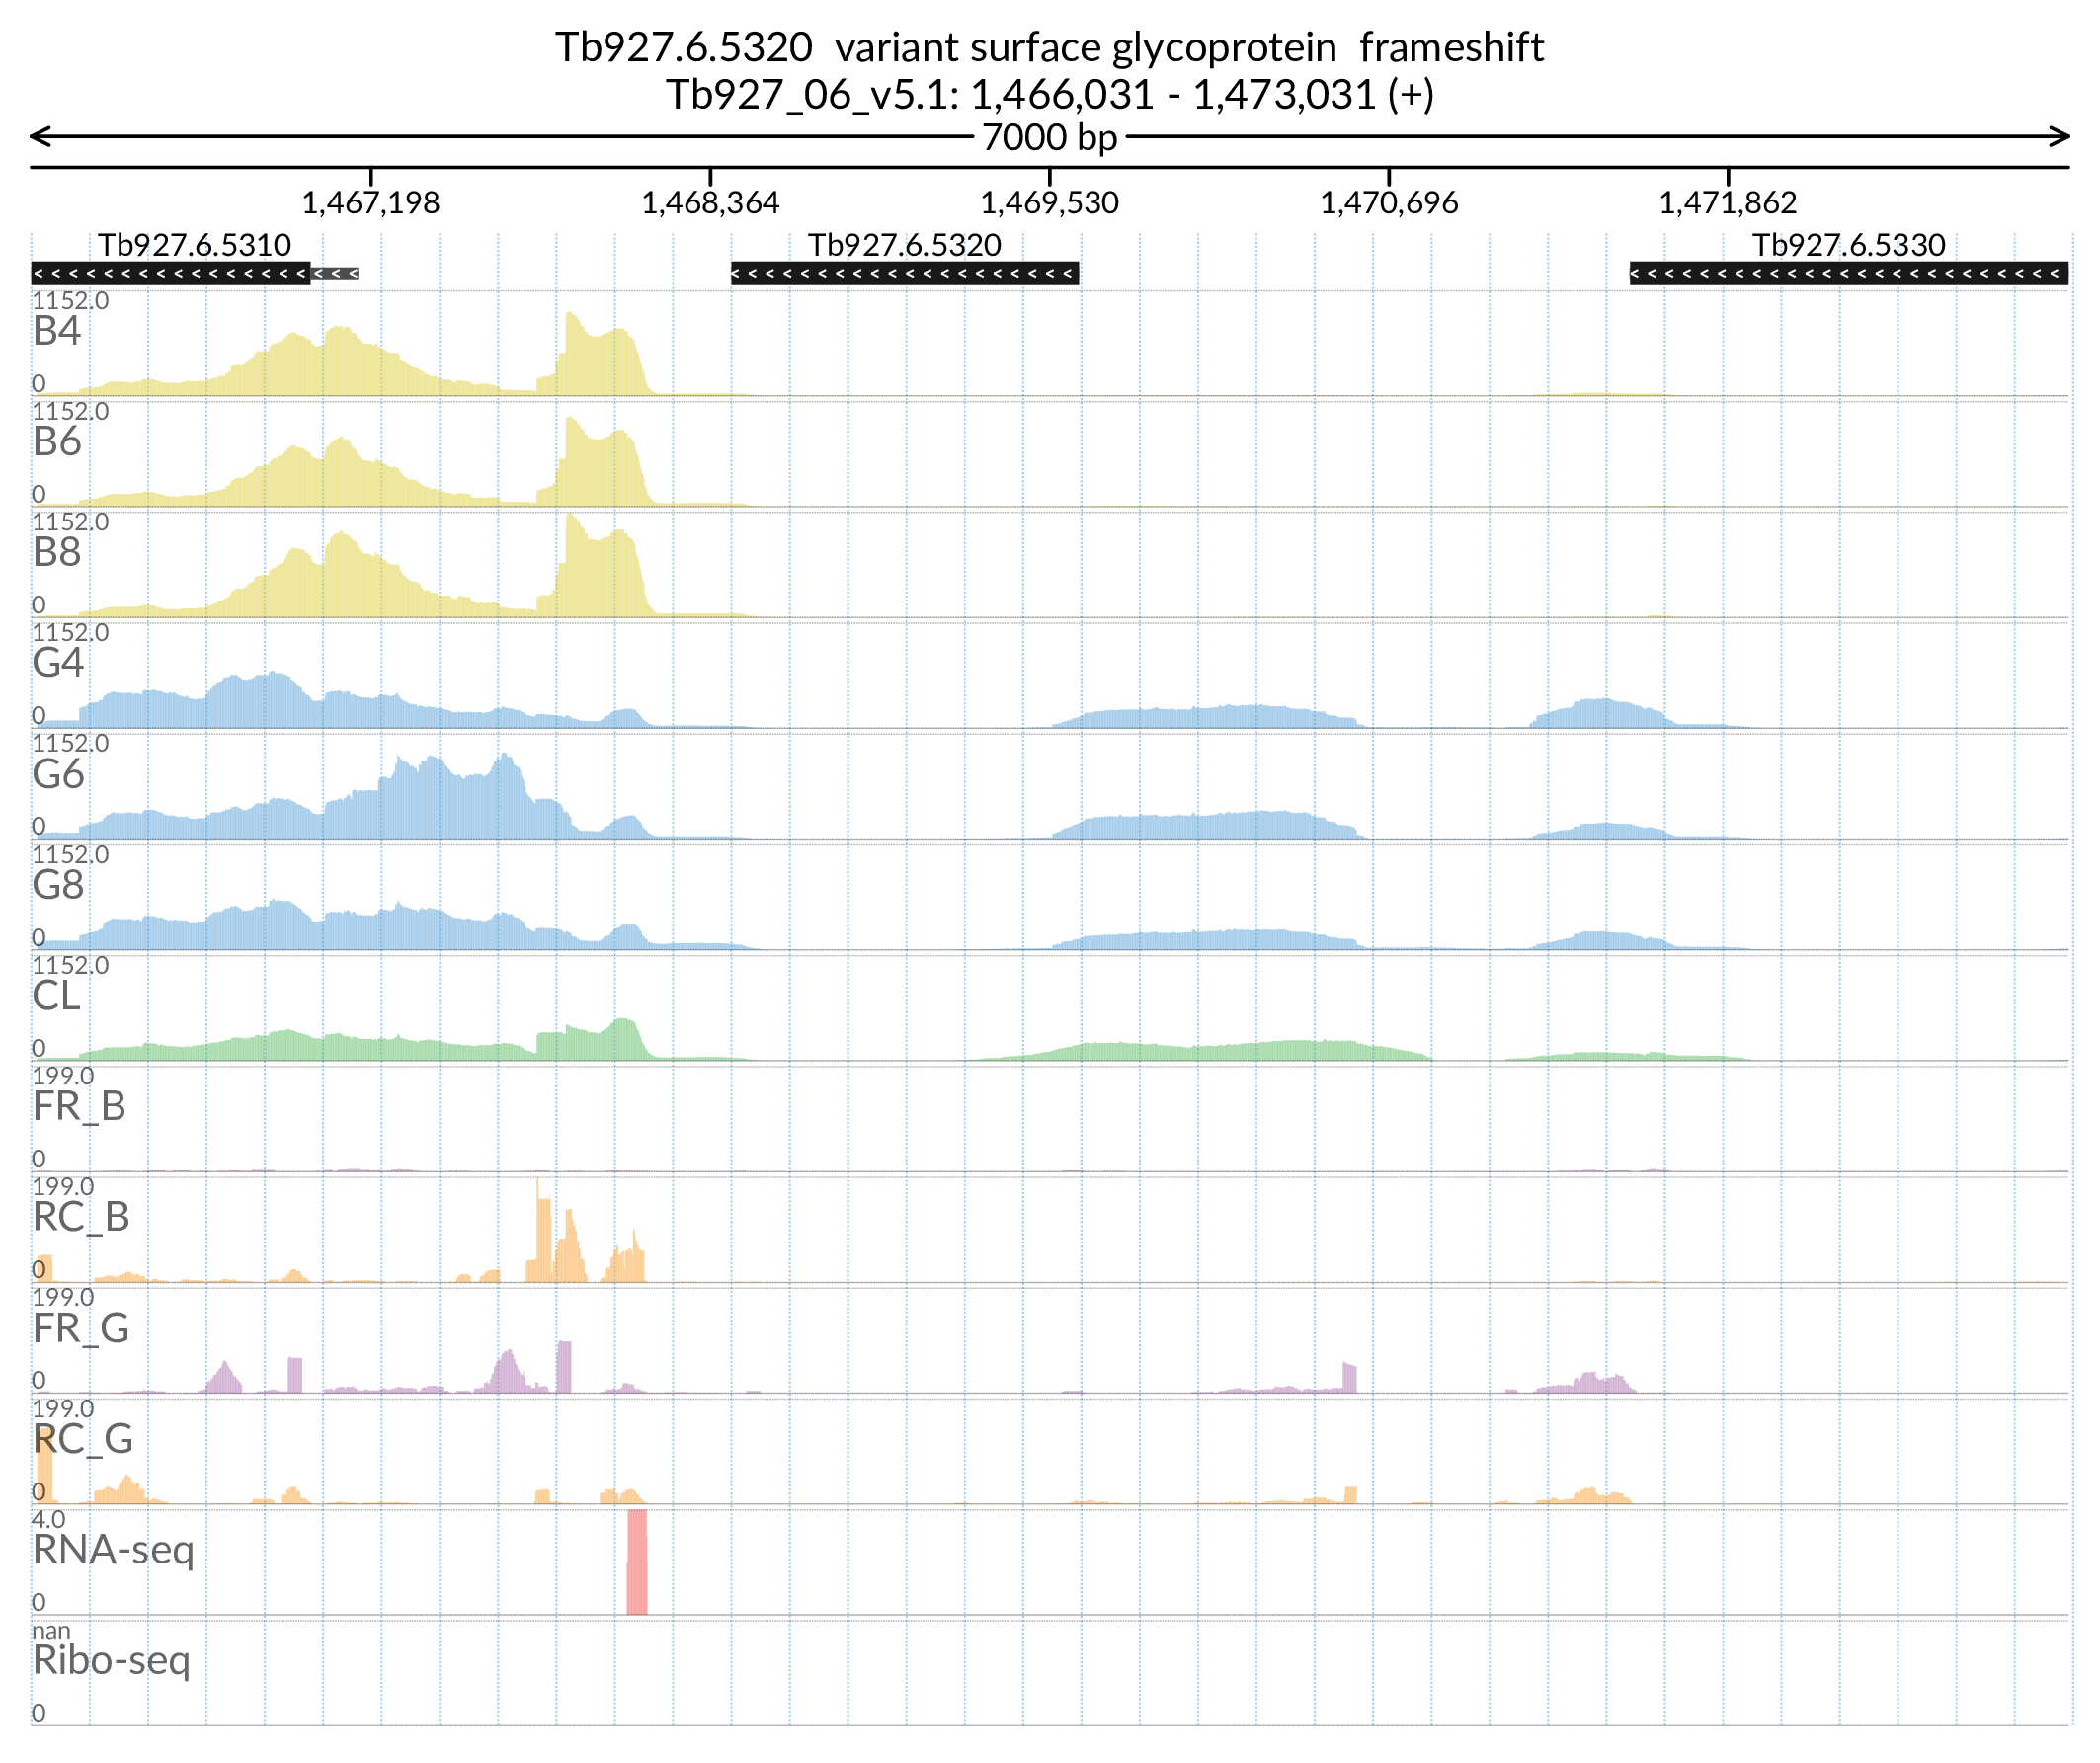 Tb927.6.5320 variant surface glycoprotein frameshift
Tb927_06_v5.1: 1,466,031 - 1,473,031 (+)
7000 bp
1,467,198 1,468,364 1,469,530 1,470,696 1,471,862
Tb927.6.5310 Tb927.6.5320 Tb927.6.5330
1152.0
B4
0
1152.0
B6
0
1152.0
B8
0
1152.0
G4
0
1152.0
G6
0
1152.0
G8
0
1152.0
CL
0
199.0
FR_B
0
199.0
RC_B
0
199.0
FR_G
0
199.0
RC_G
0
4.0
RNA-seq
0
nan
Ribo-seq
0